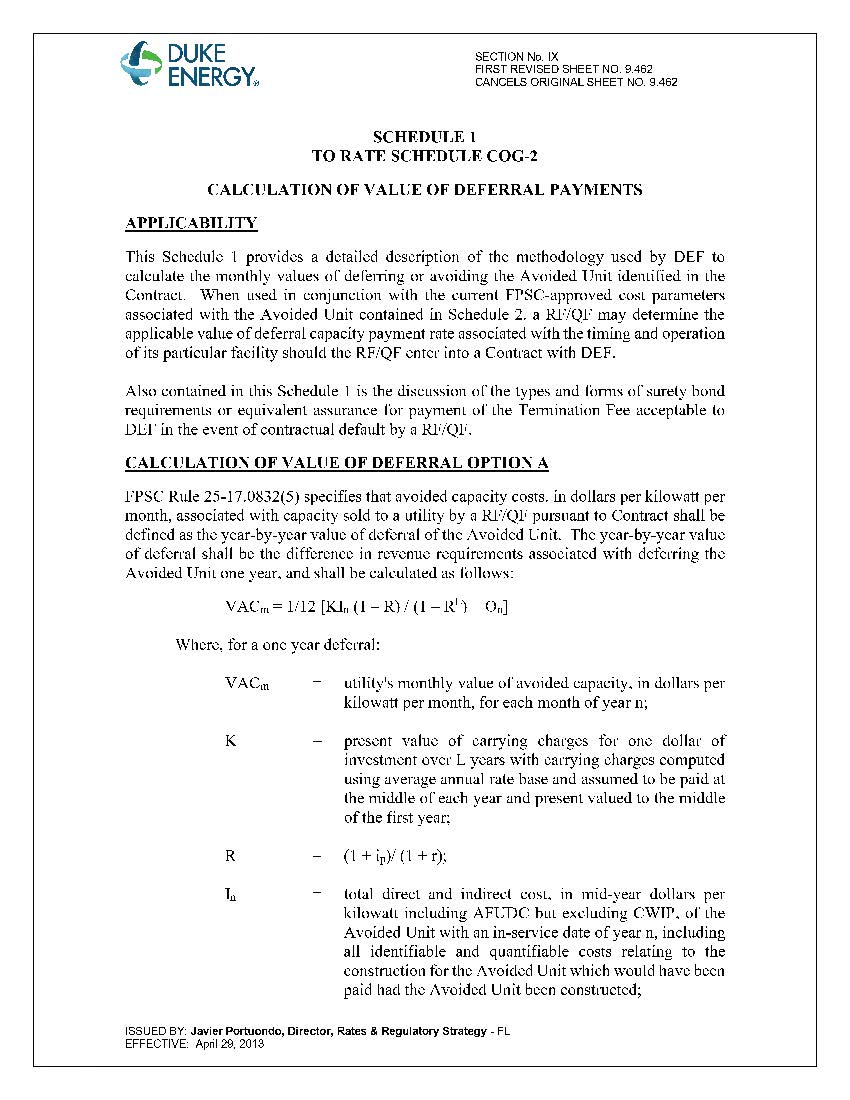 DUKE
ENERGY®
SECTION No. IX
FIRST REVISED SHEET NO. 9.462
CANCELS ORIGINAL SHEET NO. 9.462
SCHEDULE 1
TO RATE SCHEDULE COG-2
CALCULATION OF VALUE OF DEFERRAL PAYMENTS
APPLICABILITY
This Schedule 1 provides a detailed description of the methodology used by DEF to
calculate the monthly values of deferring or avoiding the Avoided Unit identified in the
Contract. When used in conjunction with the current FPSC-approved cost parameters
associated with the Avoided Unit contained in Schedule 2, a RF/QF may determine the
applicable value of deferral capacity payment rate associated with the timing and operation
of its particular facility should the RF/QF enter into a Contract with DEF.
Also contained in this Schedule 1 is the discussion of the types and forms of surety bond
requirements or equivalent assurance for payment of the Termination Fee acceptable to
DEF in the event of contractual default by a RF/QF.
CALCULATION OF VALUE OF DEFERRAL OPTION A
FPSC Rule 25-17.0832(5) specifies that avoided capacity costs, in dollars per kilowatt per
month, associated with capacity sold to a utility by a RF/QF pursuant to Contract shall be
defined as the year-by-year value of deferral of the Avoided Unit. The year-by-year value
of deferral shall be the difference in revenue requirements associated with deferring the
Avoided Unit one year, and shall be calculated as follows:
VACm = 1/12 [KIn (1 – R) / (1 – R^L) On]
Where, for a one year deferral:
VACm = utility's monthly value of avoided capacity, in dollars per
kilowatt per month, for each month of year n;
K = present value of carrying charges for one dollar of
investment over L years with carrying charges computed
using average annual rate base and assumed to be paid at
the middle of each year and present valued to the middle
of the first year;
R = (1 + ip)/ (1 + r);
In = total direct and indirect cost, in mid-year dollars per
kilowatt including AFUDC but excluding CWIP, of the
Avoided Unit with an in-service date of year n, including
all identifiable and quantifiable costs relating to the
construction for the Avoided Unit which would have been
paid had the Avoided Unit been constructed;
ISSUED BY: Javier Portuondo, Director, Rates & Regulatory Strategy - FL
EFFECTIVE: April 29, 2013